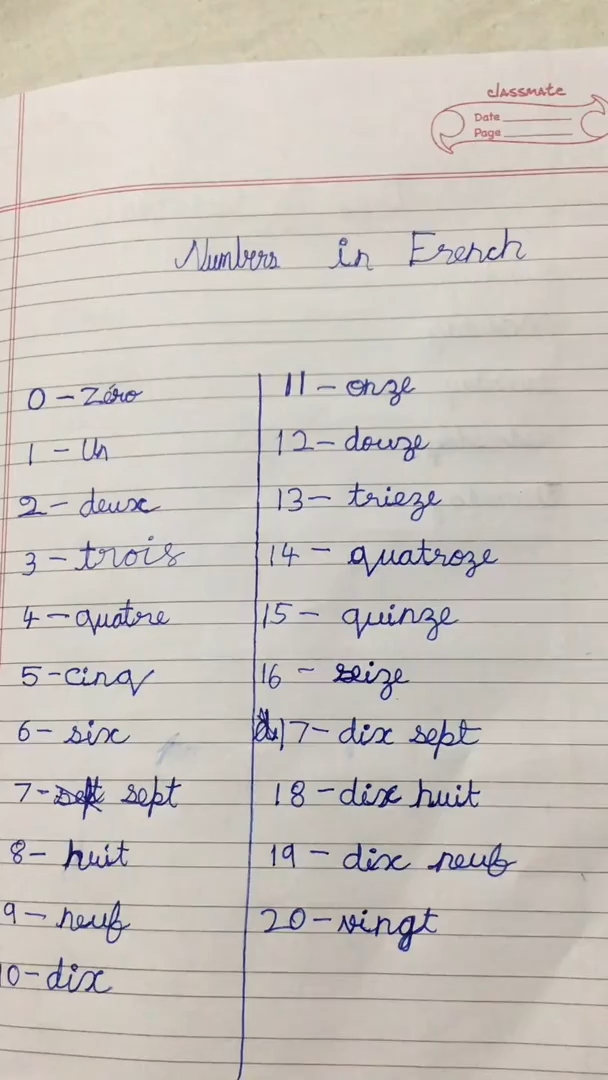 classmate
Date
Page
Numbers in French
0 - Zéro
1 - Un
2 - deux
3 - trois
4 - quatre
5 - cinq
6 - six
7 - sept
8 - huit
9 - neuf
10 - dix
11 - onze
12 - douze
13 - trieze
14 - quatroze
15 - quinze
16 - seize
17 - dix sept
18 - dix huit
19 - dix neuf
20 - vingt